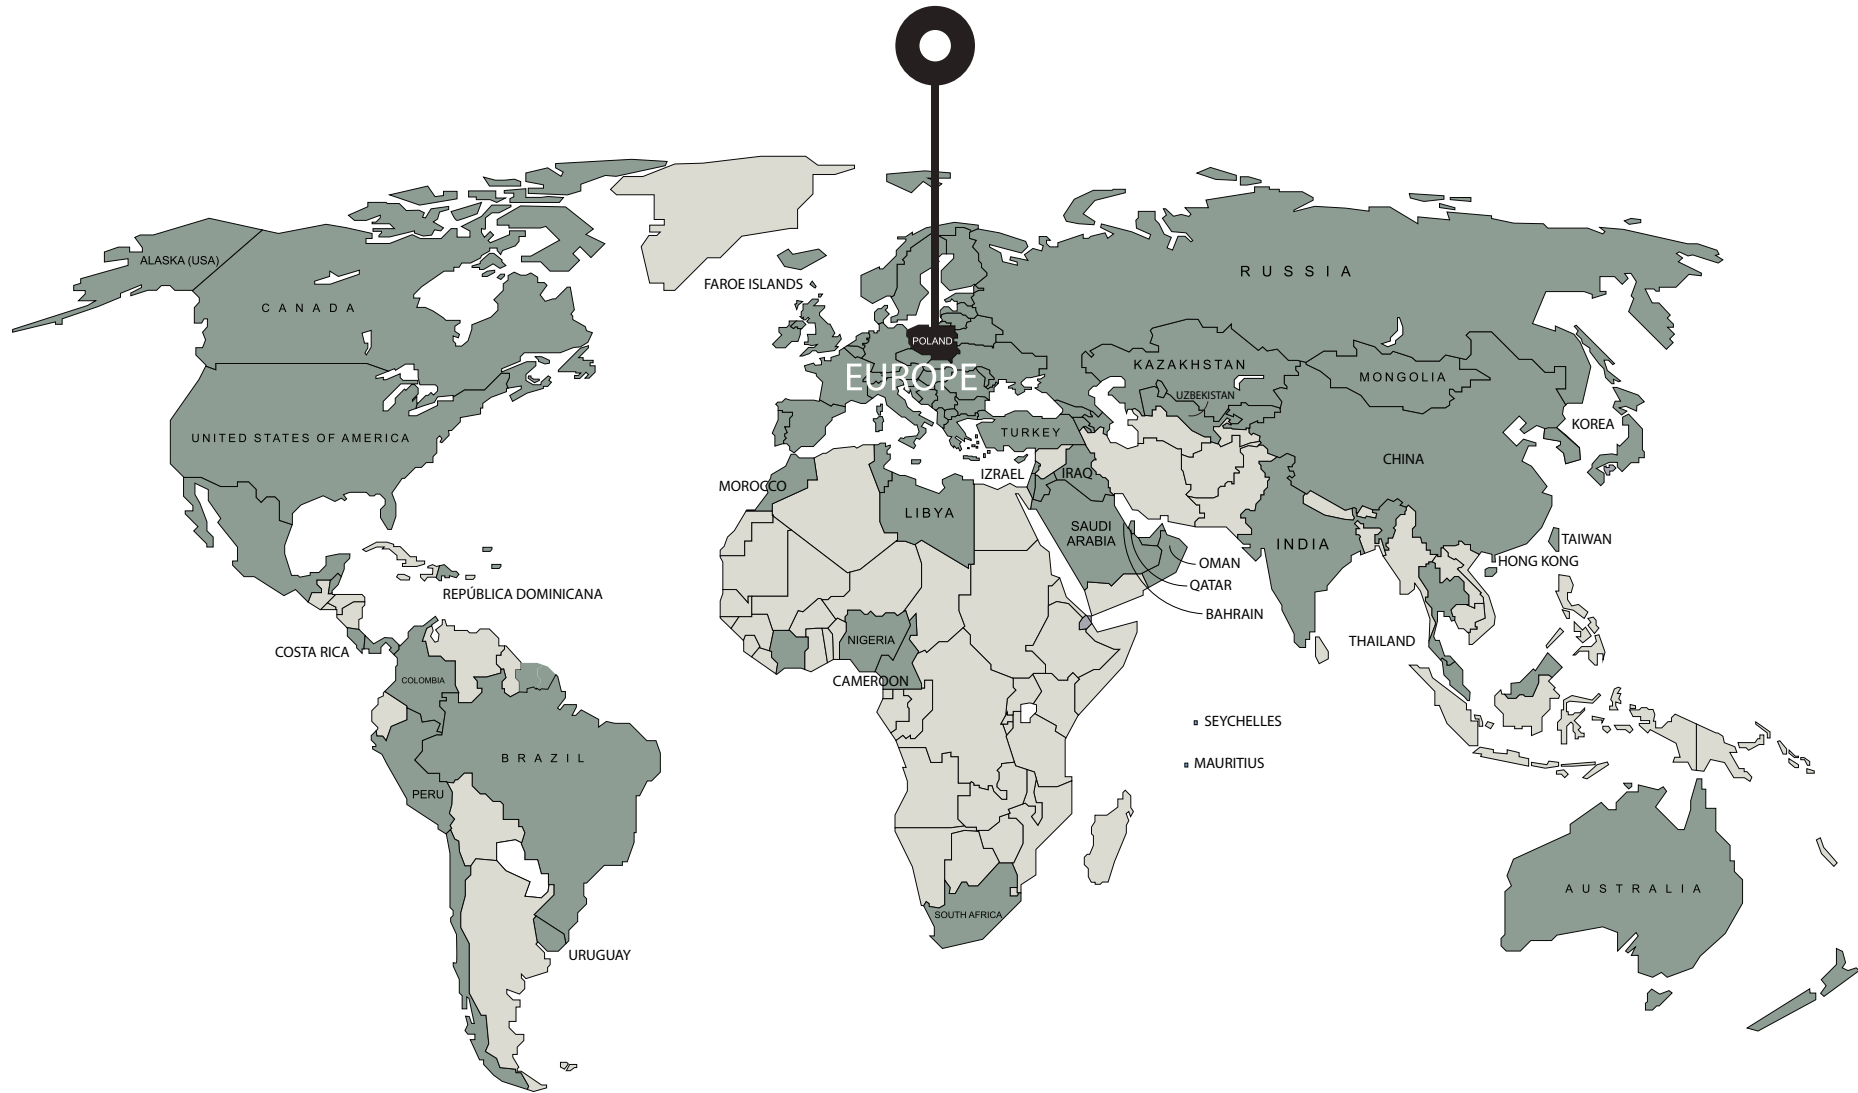 ALASKA (USA)
RUSSIA
FAROE ISLANDS
CANADA
POLAND
KAZAKHSTAN
EUROPE
MONGOLIA
UZBEKISTAN
KOREA
TURKEY
UNITED STATES OF AMERICA
CHINA
IZRAEL
IRAQ
MOROCCO
LIBYA
SAUDI
ARABIA
TAIWAN
INDIA
HONG KONG
OMAN
QATAR
REPÚBLICA DOMINICANA
BAHRAIN
NIGERIA
THAILAND
COSTA RICA
COLOMBIA
CAMEROON
SEYCHELLES
BRAZIL
MAURITIUS
PERU
AUSTRALIA
SOUTH AFRICA
URUGUAY